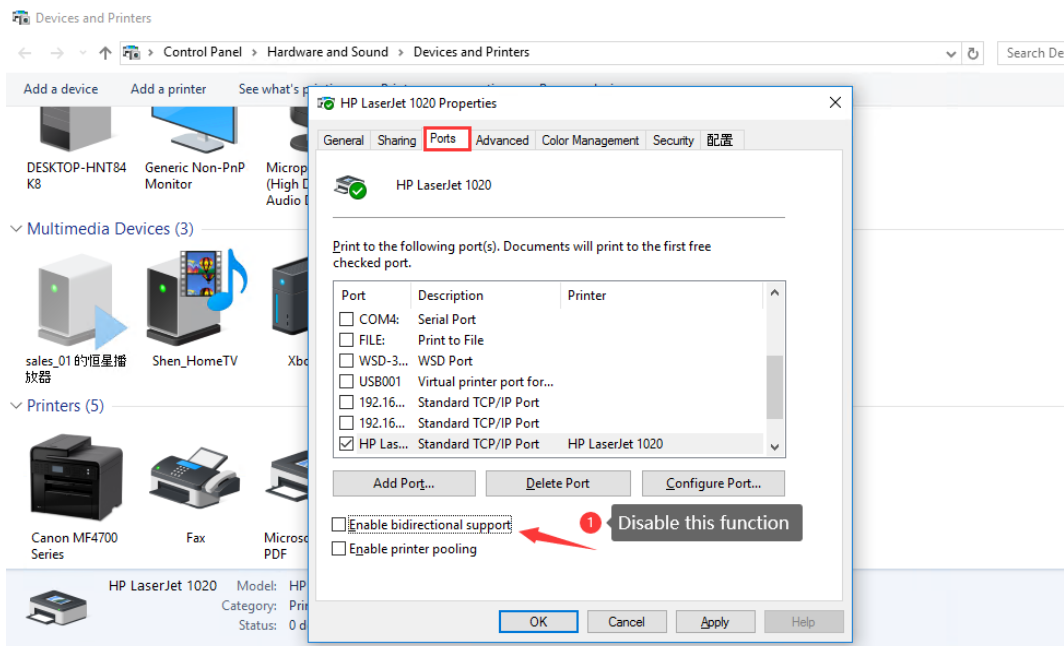 Devices and Printers
Control Panel > Hardware and Sound > Devices and Printers
Search De
Add a device Add a printer See what's p
HP LaserJet 1020 Properties
General Sharing Ports Advanced Color Management Security 配置
DESKTOP-HNT84
K8
Generic Non-PnP
Monitor
Microp
(High D
Audio D
HP LaserJet 1020
Multimedia Devices (3)
Print to the following port(s). Documents will print to the first free
checked port.
Port Description Printer
COM4: Serial Port
FILE: Print to File
WSD-3... WSD Port
USB001 Virtual printer port for...
192.16... Standard TCP/IP Port
192.16... Standard TCP/IP Port
HP Las... Standard TCP/IP Port HP LaserJet 1020
sales_01 的恒星播
放器
Shen_HomeTV
Xbo
Printers (5)
Add Port... Delete Port Configure Port...
Enable bidirectional support
1 Disable this function
Enable printer pooling
Canon MF4700
Series
Fax
Microso
PDF
HP LaserJet 1020 Model: HP
Category: Prin
Status: 0 d
OK Cancel Apply Help